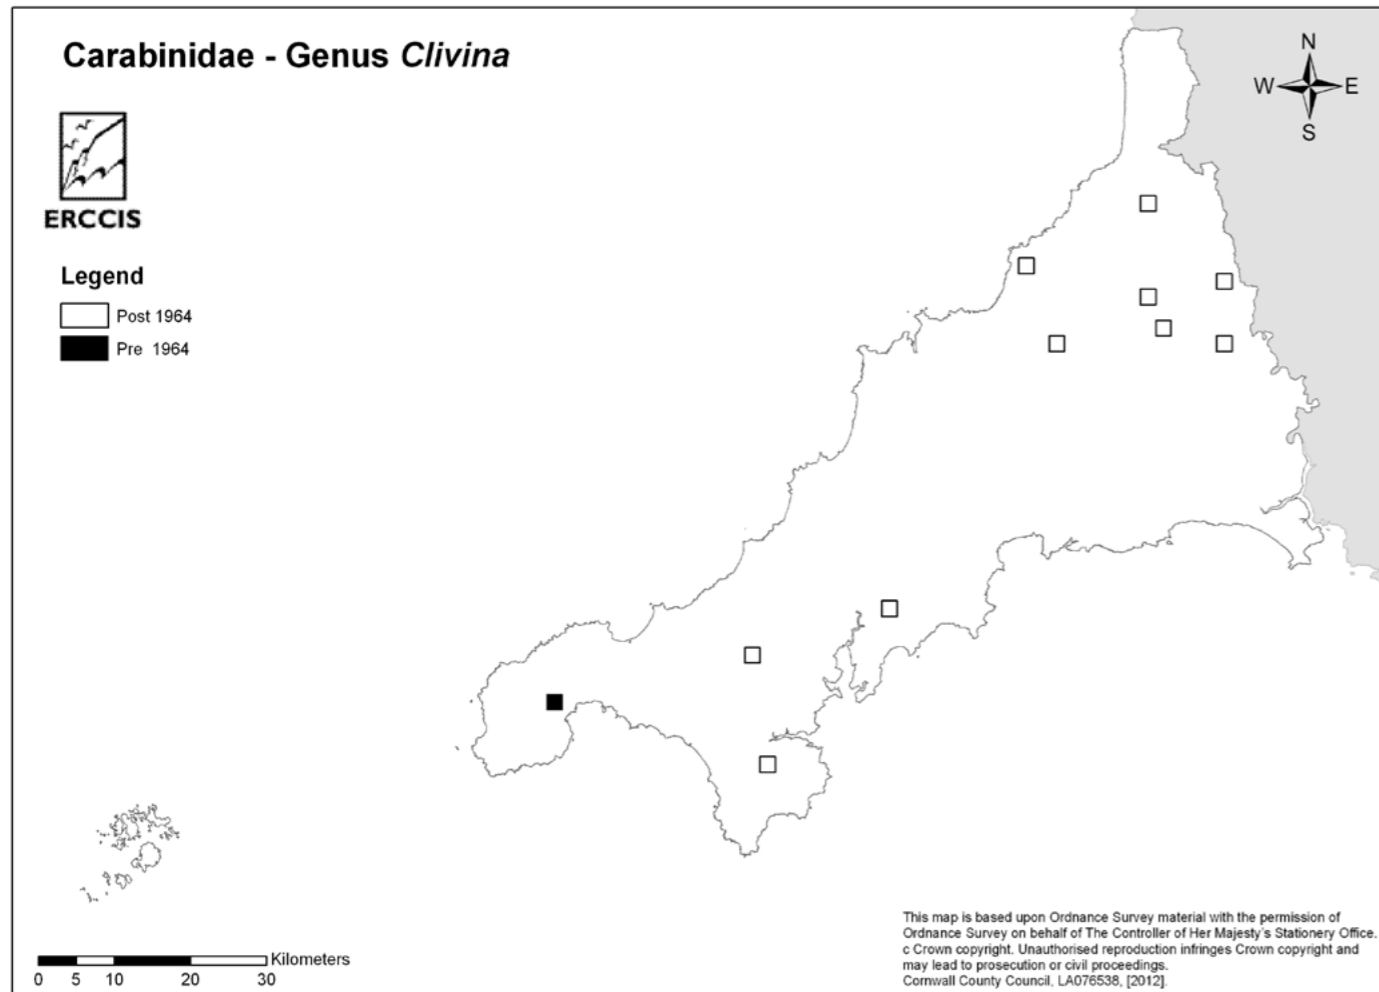 Carabinidae - Genus Clivina
N
W E
S
ERCCIS
Legend
Post 1964
Pre 1964
Kilometers
0 5 10 20 30
This map is based upon Ordnance Survey material with the permission of
Ordnance Survey on behalf of The Controller of Her Majesty's Stationery Office.
c Crown copyright. Unauthorised reproduction infringes Crown copyright and
may lead to prosecution or civil proceedings.
Cornwall County Council, LA076538, [2012].